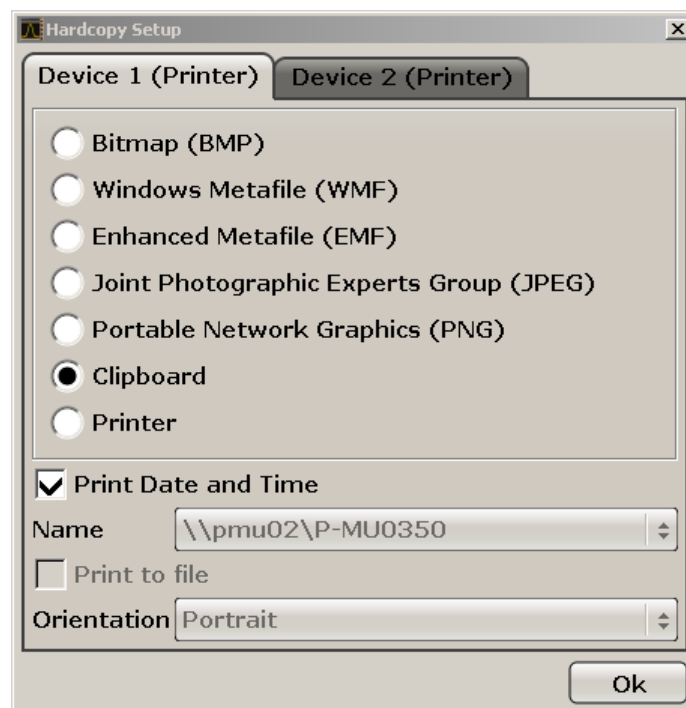 Hardcopy Setup
Device 1 (Printer)
Device 2 (Printer)
Bitmap (BMP)
Windows Metafile (WMF)
Enhanced Metafile (EMF)
Joint Photographic Experts Group (JPEG)
Portable Network Graphics (PNG)
Clipboard
Printer
Print Date and Time
Name \\pmu02\P-MU0350
Print to file
Orientation Portrait
Ok